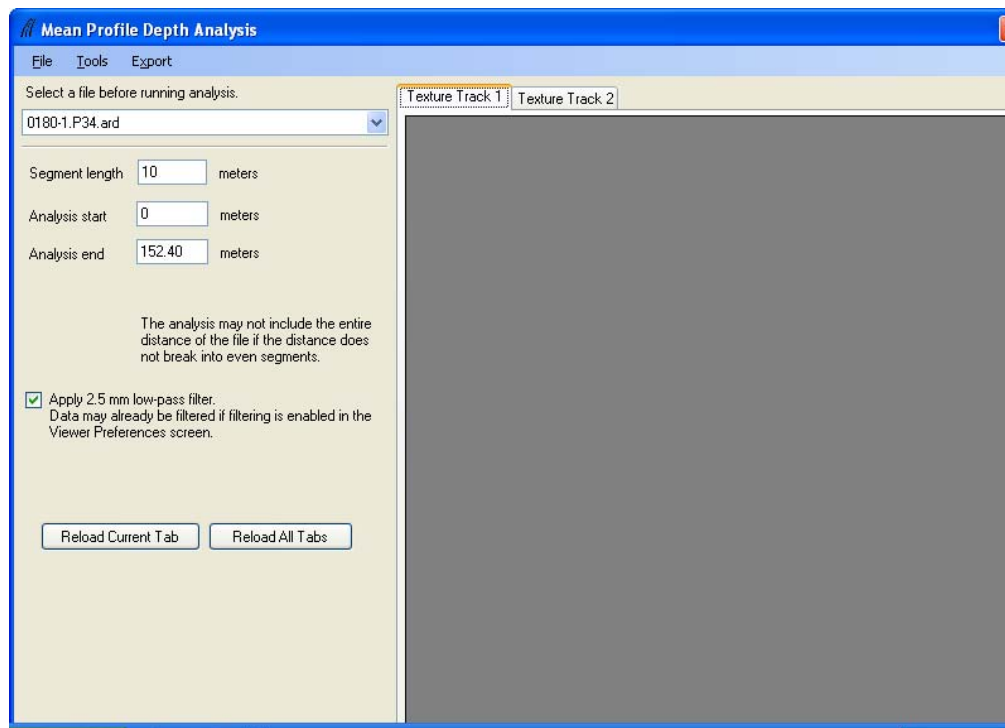 Mean Profile Depth Analysis
File Tools Export
Select a file before running analysis.
0180-1.P34.ard
Segment length 10 meters
Analysis start 0 meters
Analysis end 152.40 meters
The analysis may not include the entire
distance of the file if the distance does
not break into even segments.
Apply 2.5 mm low-pass filter.
Data may already be filtered if filtering is enabled in the
Viewer Preferences screen.
Reload Current Tab Reload All Tabs
Texture Track 1 Texture Track 2